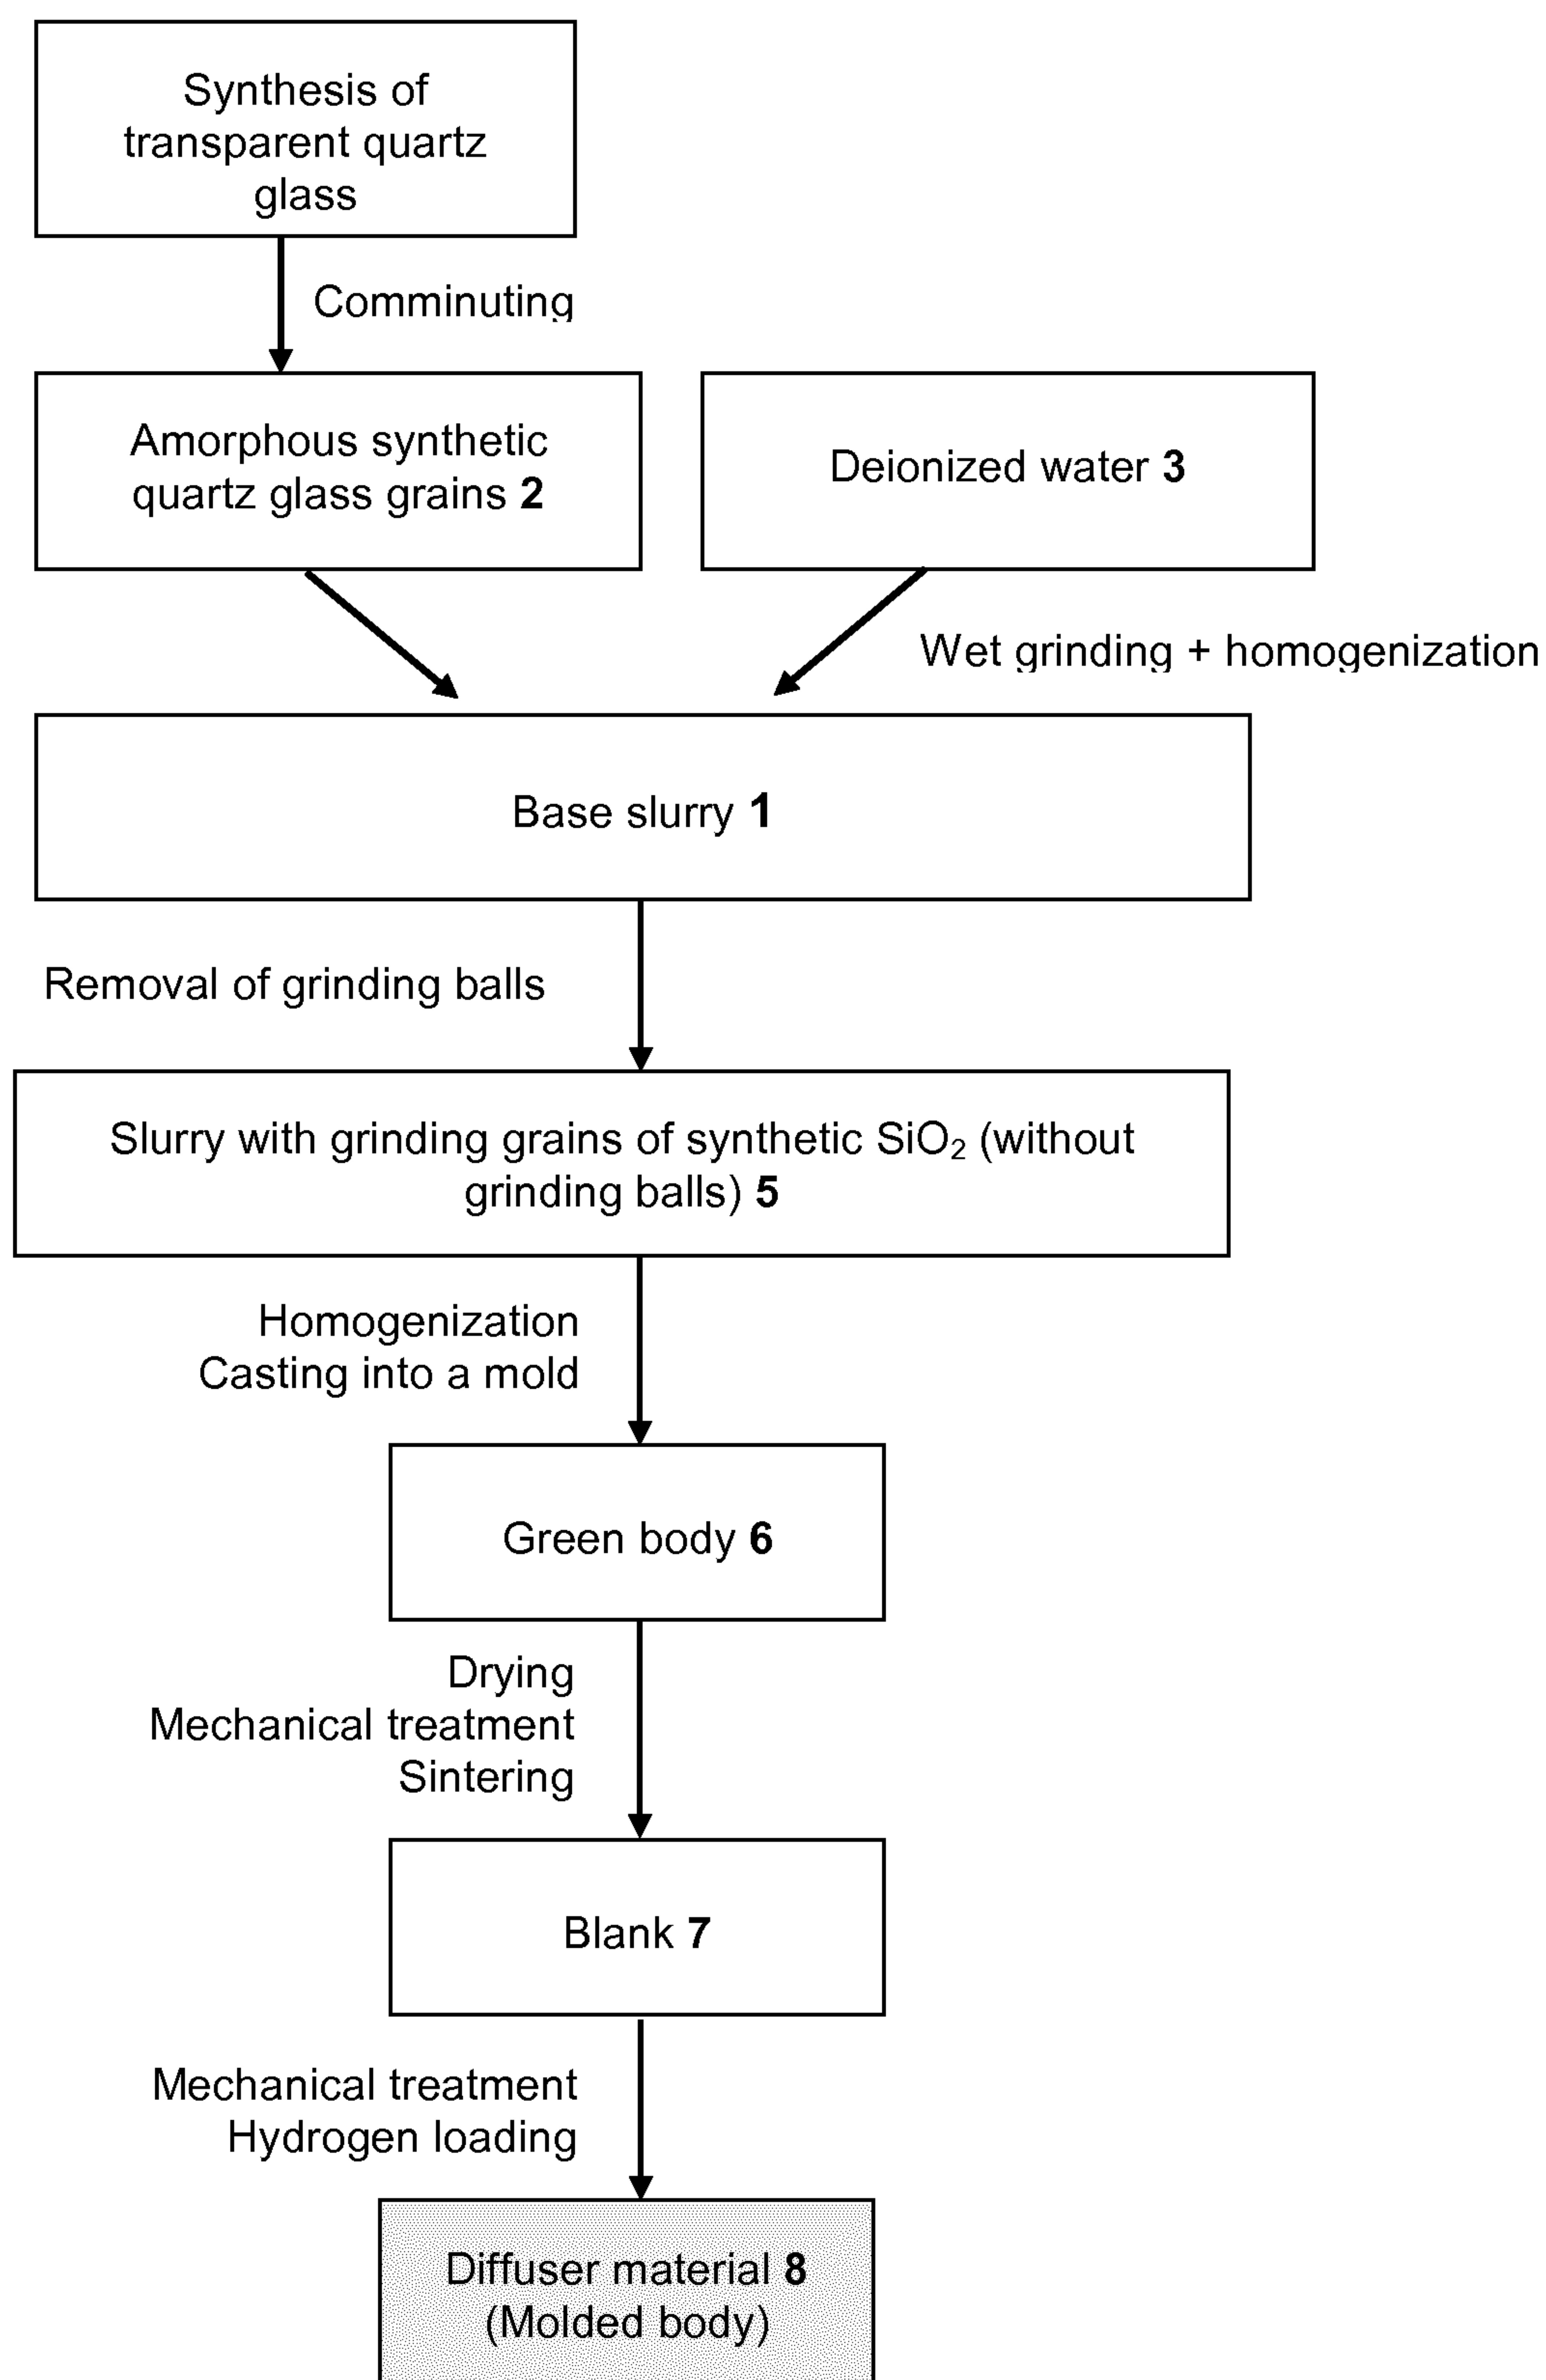 Synthesis of
transparent quartz
glass
Comminuting
Amorphous synthetic
quartz glass grains 2
Deionized water 3
Wet grinding + homogenization
Base slurry 1
Removal of grinding balls
Slurry with grinding grains of synthetic SiO₂ (without
grinding balls) 5
Homogenization
Casting into a mold
Green body 6
Drying
Mechanical treatment
Sintering
Blank 7
Mechanical treatment
Hydrogen loading
Diffuser material 8
(Molded body)